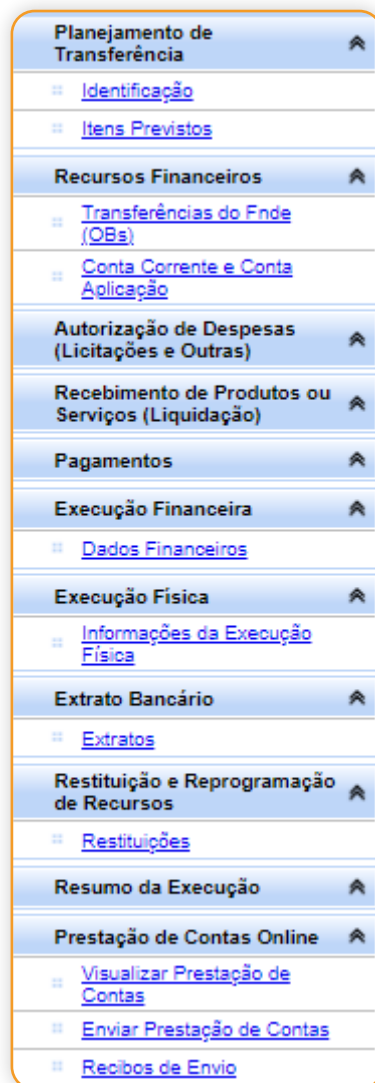 Planejamento de
Transferência
Identificação
Itens Previstos
Recursos Financeiros
Transferências do Fnde
(OBs)
Conta Corrente e Conta
Aplicação
Autorização de Despesas
(Licitações e Outras)
Recebimento de Produtos ou
Serviços (Liquidação)
Pagamentos
Execução Financeira
Dados Financeiros
Execução Física
Informações da Execução
Física
Extrato Bancário
Extratos
Restituição e Reprogramação
de Recursos
Restituições
Resumo da Execução
Prestação de Contas Online
Visualizar Prestação de
Contas
Enviar Prestação de Contas
Recibos de Envio